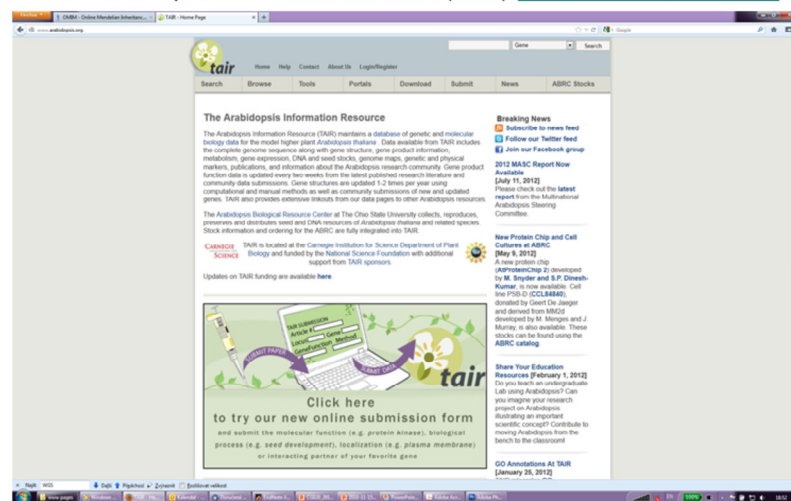 OMIM - Online Mendelian Inheritanc...
TAIR - Home Page
www.arabidopsis.org
Google
Gene
Search
tair
Home Help Contact About Us Login/Register
Search Browse Tools Portals Download Submit News ABRC Stocks
The Arabidopsis Information Resource
The Arabidopsis Information Resource (TAIR) maintains a database of genetic and molecular
biology data for the model higher plant Arabidopsis thaliana . Data available from TAIR includes
the complete genome sequence along with gene structure, gene product information,
metabolism, gene expression, DNA and seed stocks, genome maps, genetic and physical
markers, publications, and information about the Arabidopsis research community. Gene product
function data is updated every two weeks from the latest published research literature and
community data submissions. Gene structures are updated 1-2 times per year using
computational and manual methods as well as community submissions of new and updated
genes. TAIR also provides extensive linkouts from our data pages to other Arabidopsis resources.
The Arabidopsis Biological Resource Center at The Ohio State University collects, reproduces,
preserves and distributes seed and DNA resources of Arabidopsis thaliana and related species.
Stock information and ordering for the ABRC are fully integrated into TAIR.
CARNEGIE
SCIENCE
TAIR is located at the Carnegie Institution for Science Department of Plant
Biology and funded by the National Science Foundation with additional
support from TAIR sponsors.
Updates on TAIR funding are available here.
TAIR SUBMISSION
Article #
Locus Gene
GeneFunction Method
SUBMIT PAPER
SUBMIT DATA
tair
Click here
to try our new online submission form
and submit the molecular function (e.g. protein kinase), biological
process (e.g. seed development), localization (e.g. plasma membrane)
or interacting partner of your favorite gene
Breaking News
Subscribe to news feed
Follow our Twitter feed
Join our Facebook group
2012 MASC Report Now
Available
[July 11, 2012]
Please check out the latest
report from the Multinational
Arabidopsis Steering
Committee.
New Protein Chip and Cell
Cultures at ABRC
[May 9, 2012]
A new protein chip
(AtProteinChip 2) developed
by M. Snyder and S.P. Dinesh-
Kumar, is now available. Cell
line PSB-D (CCL84840),
donated by Geert De Jaeger
and derived from MM2d
developed by M. Menges and J.
Murray, is also available. These
stocks can be found using the
ABRC catalog.
Share Your Education
Resources [February 1, 2012]
Do you teach an undergraduate
Lab using Arabidopsis? Can
you imagine your research
project on Arabidopsis
illustrating an important
scientific concept? Contribute to
moving Arabidopsis from the
bench to the classroom!
GO Annotations At TAIR
[January 25, 2012]
Najít: WGS Další Předchozí Zvýraznit Rozlišovat velikost
www pages
Windows
Kalendář
EN 100% 18:52